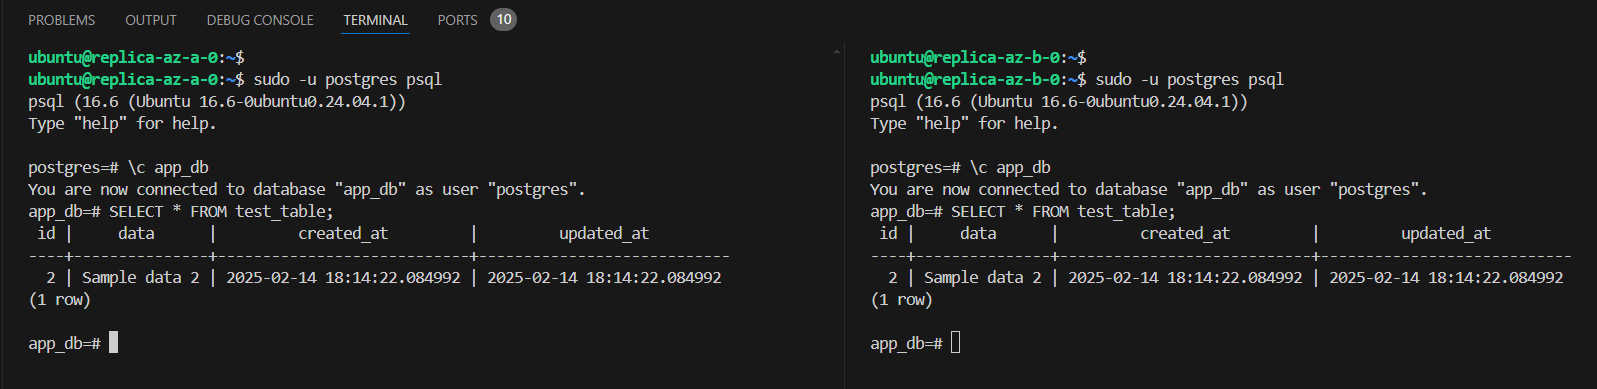 PROBLEMS OUTPUT DEBUG CONSOLE TERMINAL PORTS 10
ubuntu@replica-az-a-0:~$
ubuntu@replica-az-a-0:~$ sudo -u postgres psql
psql (16.6 (Ubuntu 16.6-0ubuntu0.24.04.1))
Type "help" for help.
postgres=# \c app_db
You are now connected to database "app_db" as user "postgres".
app_db=# SELECT * FROM test_table;
 id |     data      |         created_at         |         updated_at
----+---------------+----------------------------+----------------------------
  2 | Sample data 2 | 2025-02-14 18:14:22.084992 | 2025-02-14 18:14:22.084992
(1 row)
app_db=#
ubuntu@replica-az-b-0:~$
ubuntu@replica-az-b-0:~$ sudo -u postgres psql
psql (16.6 (Ubuntu 16.6-0ubuntu0.24.04.1))
Type "help" for help.
postgres=# \c app_db
You are now connected to database "app_db" as user "postgres".
app_db=# SELECT * FROM test_table;
 id |     data      |         created_at         |         updated_at
----+---------------+----------------------------+----------------------------
  2 | Sample data 2 | 2025-02-14 18:14:22.084992 | 2025-02-14 18:14:22.084992
(1 row)
app_db=#